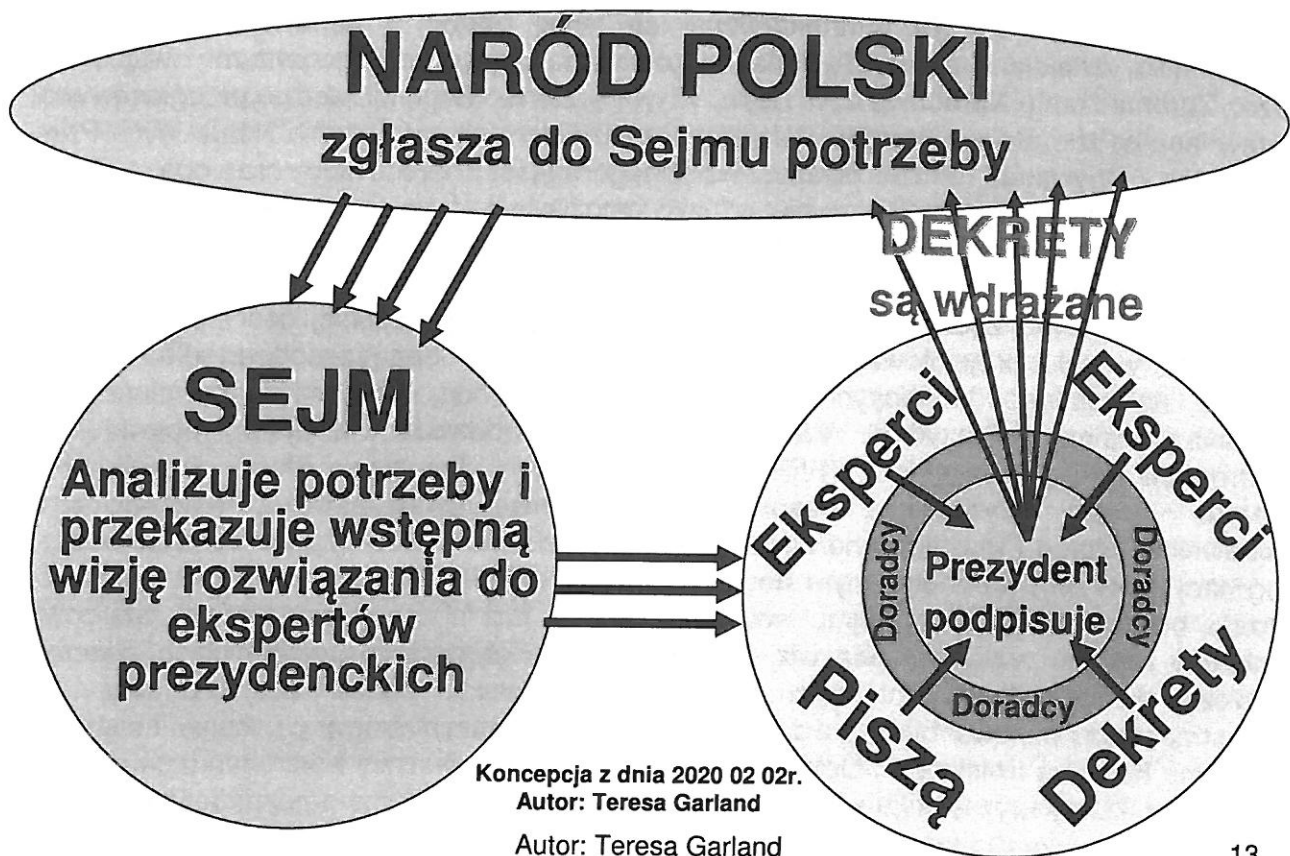 NARÓD POLSKI
zgłasza do Sejmu potrzeby
DEKRETY
są wdrażane
SEJM
Analizuje potrzeby i
przekazuje wstępną
wizję rozwiązania do
ekspertów
prezydenckich
Eksperci
Eksperci
Doradcy
Doradcy
Prezydent
podpisuje
Doradcy
Piszą
Dekrety
Koncepcja z dnia 2020 02 02r.
Autor: Teresa Garland
Autor: Teresa Garland
13